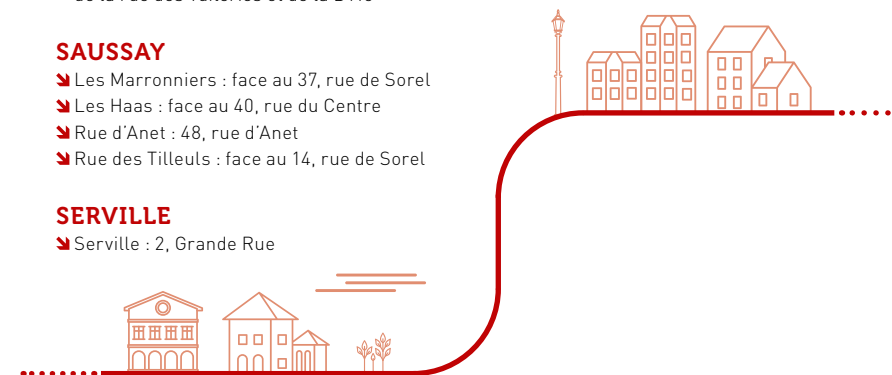 SAUSSAY
Les Marronniers : face au 37, rue de Sorel
Les Haas : face au 40, rue du Centre
Rue d'Anet : 48, rue d'Anet
Rue des Tilleuls : face au 14, rue de Sorel
SERVILLE
Serville : 2, Grande Rue